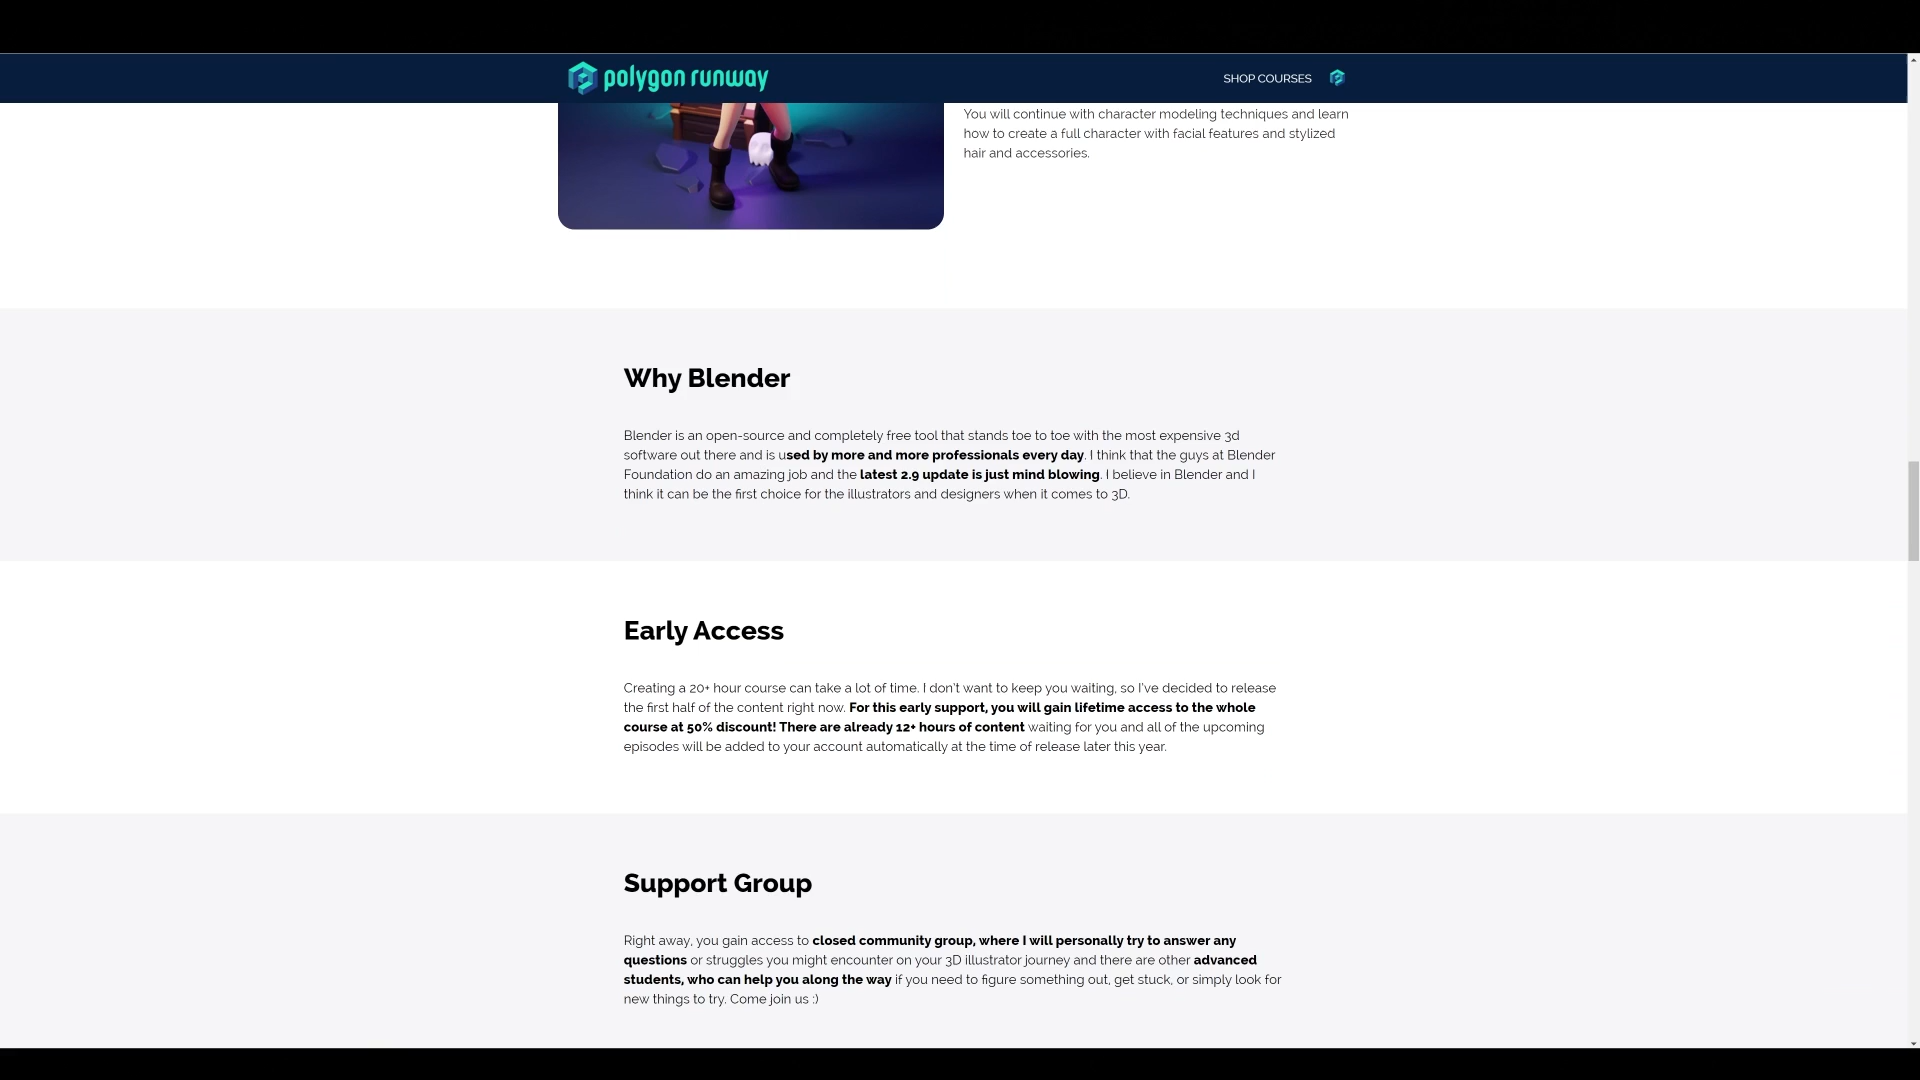 polygon runway
SHOP COURSES
You will continue with character modeling techniques and learn
how to create a full character with facial features and stylized
hair and accessories.
Why Blender
Blender is an open-source and completely free tool that stands toe to toe with the most expensive 3d
software out there and is used by more and more professionals every day. I think that the guys at Blender
Foundation do an amazing job and the latest 2.9 update is just mind blowing. I believe in Blender and I
think it can be the first choice for the illustrators and designers when it comes to 3D.
Early Access
Creating a 20+ hour course can take a lot of time. I don't want to keep you waiting, so I've decided to release
the first half of the content right now. For this early support, you will gain lifetime access to the whole
course at 50% discount! There are already 12+ hours of content waiting for you and all of the upcoming
episodes will be added to your account automatically at the time of release later this year.
Support Group
Right away, you gain access to closed community group, where I will personally try to answer any
questions or struggles you might encounter on your 3D illustrator journey and there are other advanced
students, who can help you along the way if you need to figure something out, get stuck, or simply look for
new things to try. Come join us :)